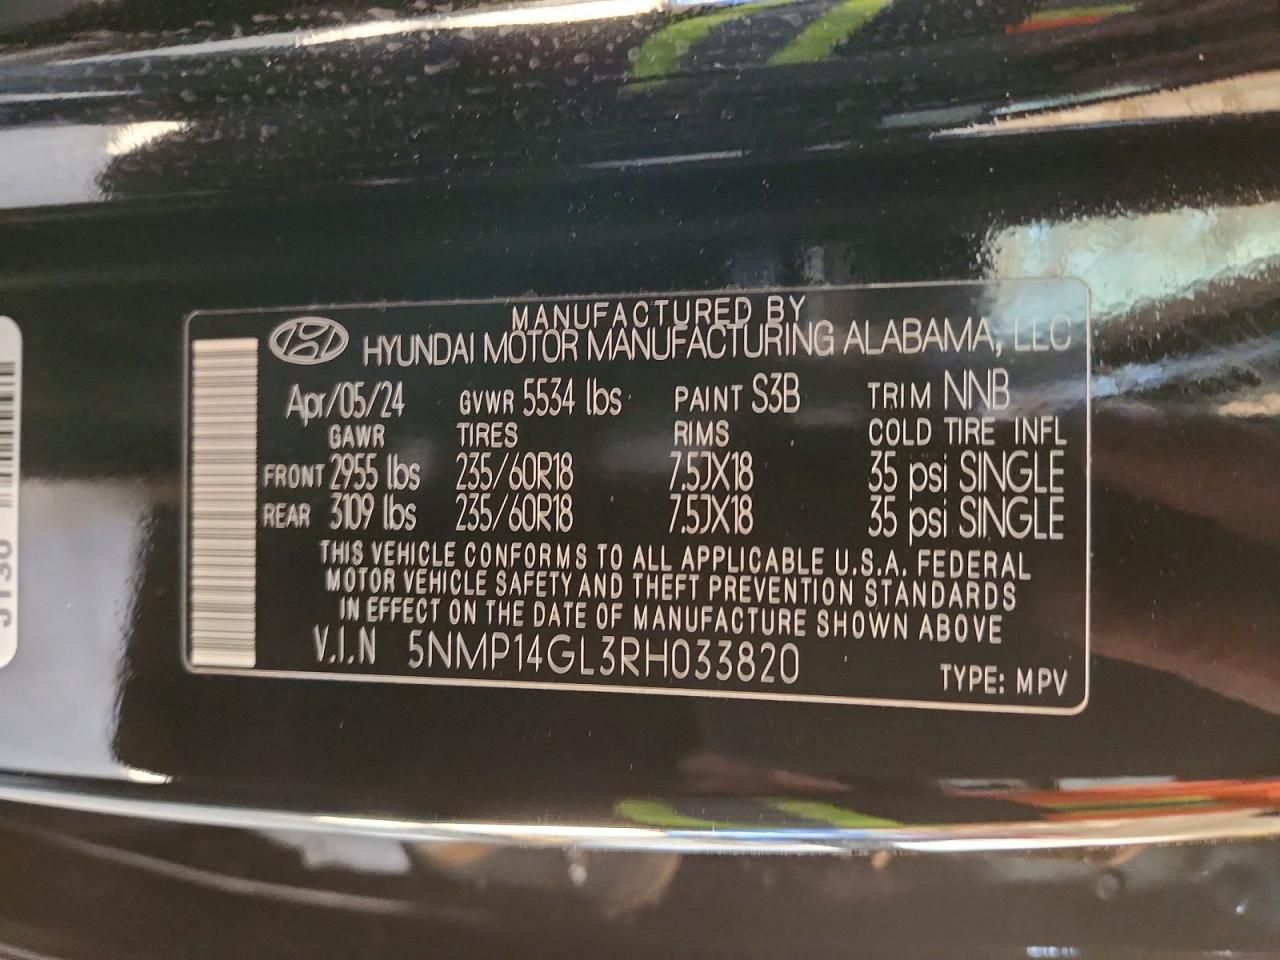 MANUFACTURED BY
HYUNDAI MOTOR MANUFACTURING ALABAMA, LLC
Apr/05/24 GVWR 5534 lbs PAINT S3B TRIM NNB
GAWR TIRES RIMS COLD TIRE INFL
FRONT 2955 lbs 235/60R18 7.5JX18 35 psi SINGLE
REAR 3109 lbs 235/60R18 7.5JX18 35 psi SINGLE
THIS VEHICLE CONFORMS TO ALL APPLICABLE U.S.A. FEDERAL
MOTOR VEHICLE SAFETY AND THEFT PREVENTION STANDARDS
IN EFFECT ON THE DATE OF MANUFACTURE SHOWN ABOVE
V.I.N 5NMP14GL3RH033820
TYPE: MPV